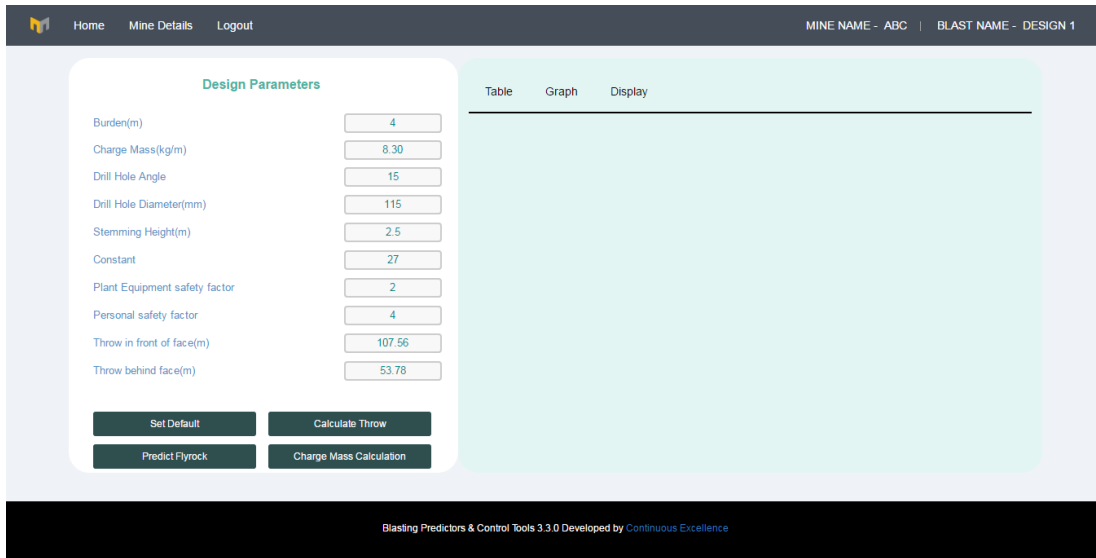 Home Mine Details Logout MINE NAME - ABC | BLAST NAME - DESIGN 1
Design Parameters
Burden(m) 4
Charge Mass(kg/m) 8.30
Drill Hole Angle 15
Drill Hole Diameter(mm) 115
Stemming Height(m) 2.5
Constant 27
Plant Equipment safety factor 2
Personal safety factor 4
Throw in front of face(m) 107.56
Throw behind face(m) 53.78
Set Default Calculate Throw
Predict Flyrock Charge Mass Calculation
Table Graph Display
Blasting Predictors & Control Tools 3.3.0 Developed by Continuous Excellence